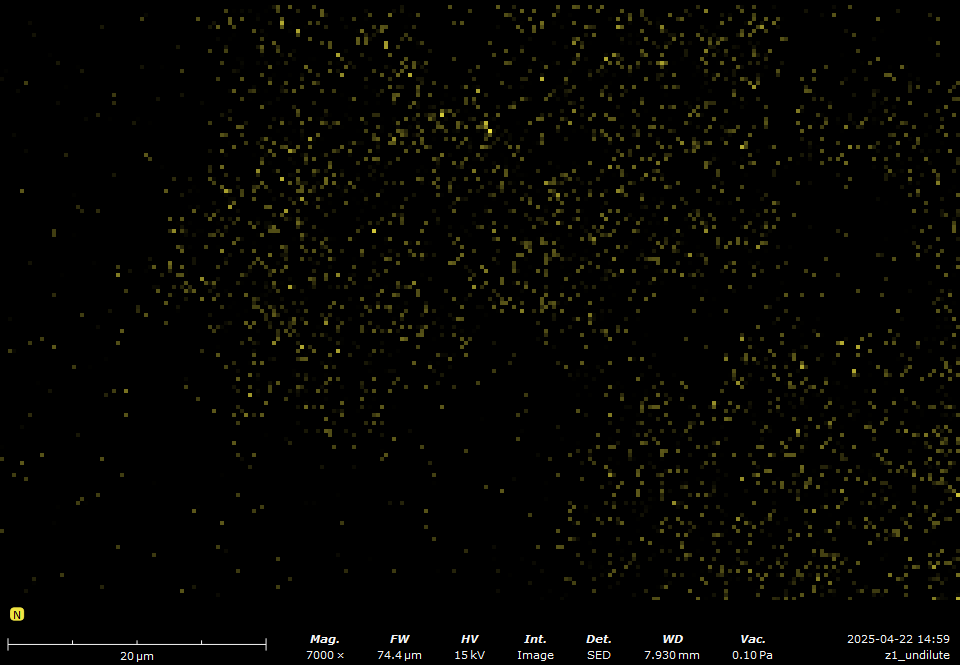 N
Mag. FW HV Int. Det. WD Vac. 2025-04-22 14:59
20 µm 7000 × 74.4 µm 15 kV Image SED 7.930 mm 0.10 Pa z1_undilute